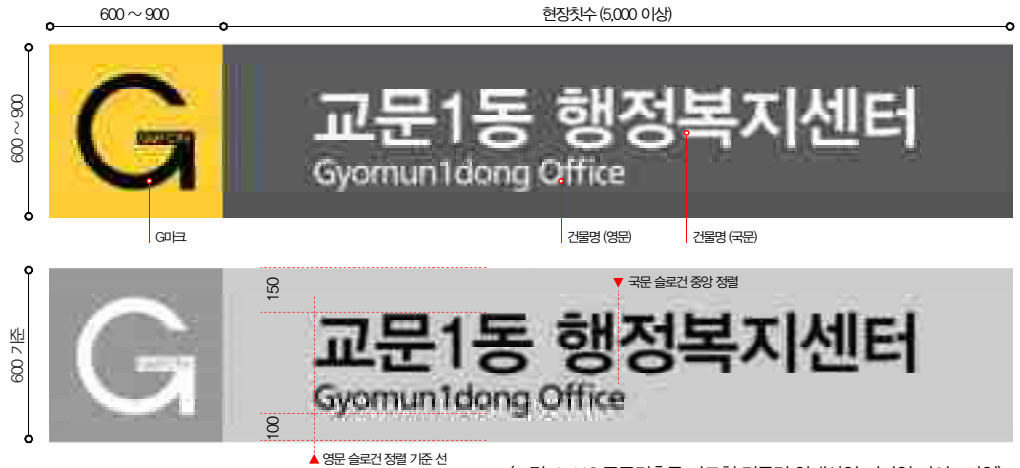 600 ~ 900
현장칫수 (5,000 이상)
600 ~ 900
교문1동 행정복지센터
Gyomun1dong Office
G마크
건물명 (영문)
건물명 (국문)
600 기준
150
국문 슬로건 중앙 정렬
교문1동 행정복지센터
Gyomun1dong Office
100
영문 슬로건 정렬 기준 선